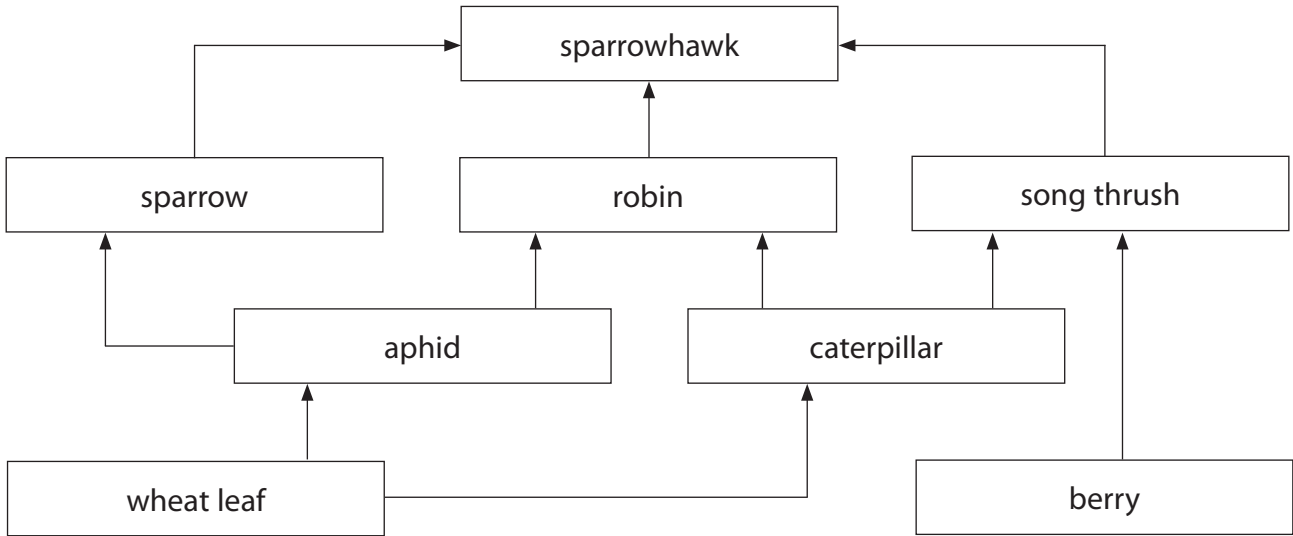 sparrowhawk
sparrow
robin
song thrush
aphid
caterpillar
wheat leaf
berry